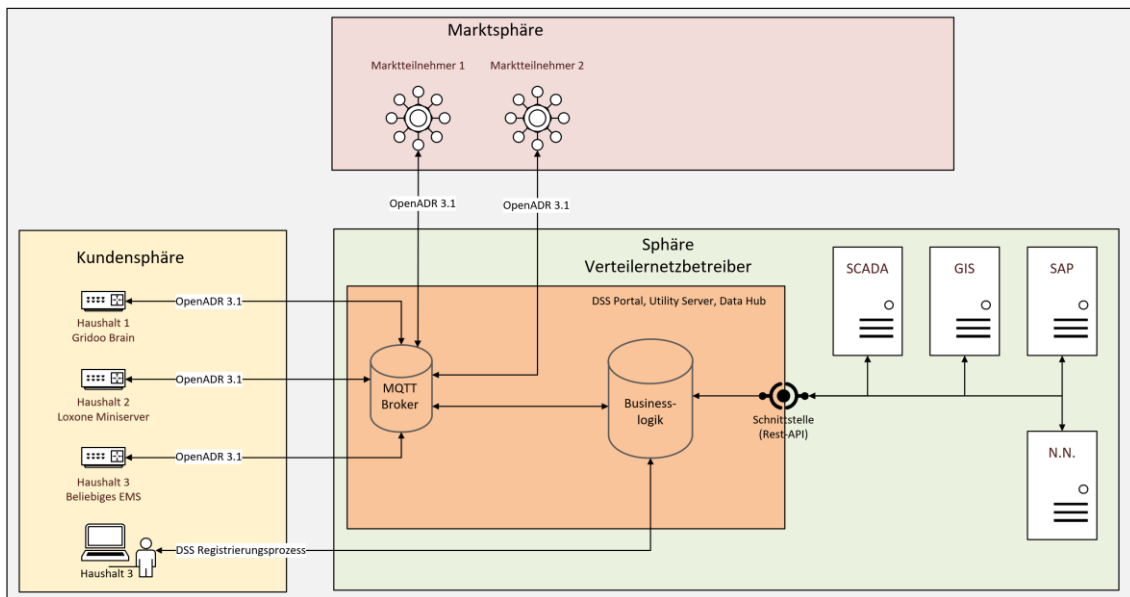 Marktsphäre
Marktteilnehmer 1
Marktteilnehmer 2
OpenADR 3.1
OpenADR 3.1
Kundensphäre
OpenADR 3.1
Haushalt 1
Gridoo Brain
OpenADR 3.1
Haushalt 2
Loxone Miniserver
OpenADR 3.1
Haushalt 3
Beliebiges EMS
Haushalt 3
DSS Registrierungsprozess
Sphäre
Verteilernetzbetreiber
DSS Portal, Utility Server, Data Hub
MQTT
Broker
Business-
logik
Schnittstelle
(Rest-API)
SCADA
GIS
SAP
N.N.